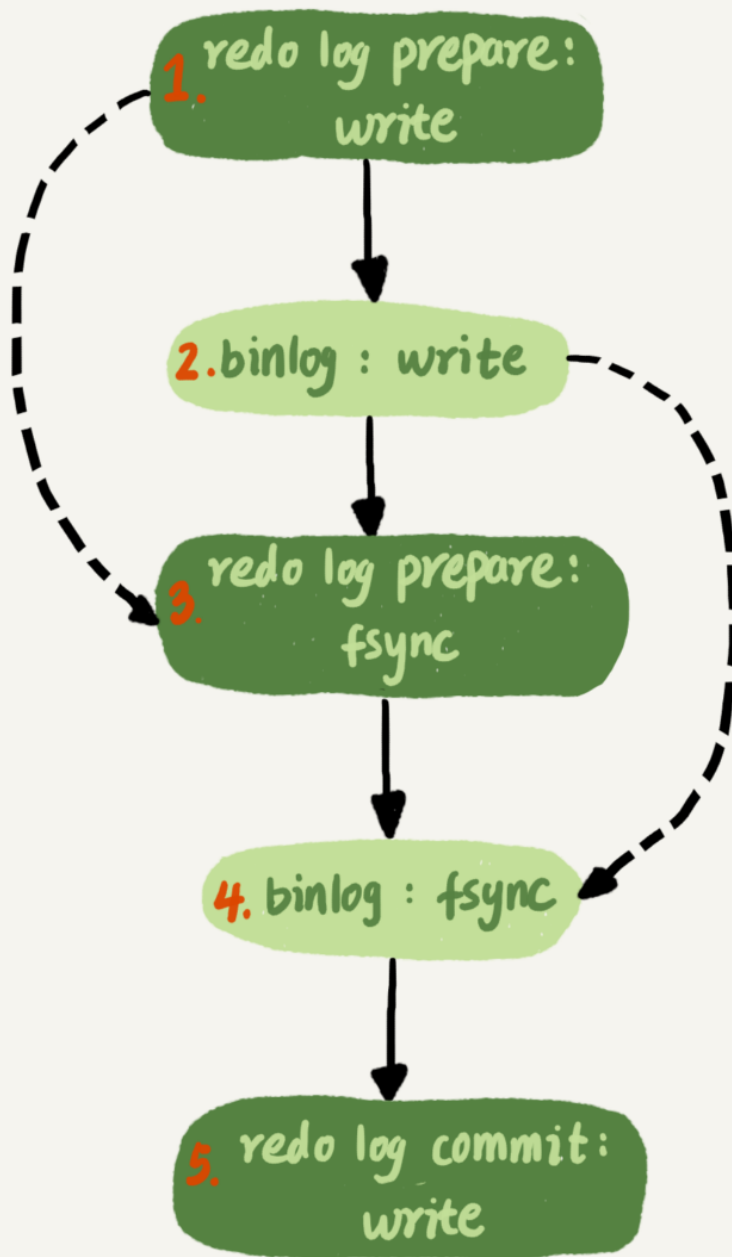 1. redo log prepare:
write
2. binlog : write
3. redo log prepare:
fsync
4. binlog : fsync
5. redo log commit:
write